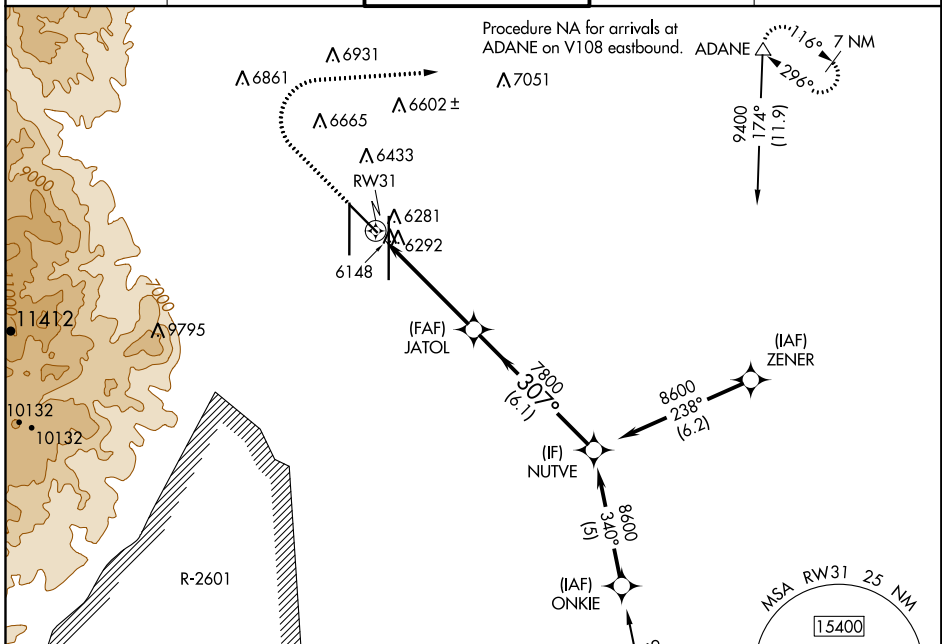 Procedure NA for arrivals at
ADANE on V108 eastbound.
ADANE
116°
7 NM
296°
6931
6861
7051
6602 ±
6665
9400
174°
(11.9)
6433
RW31
9000
6281
6292
6148
7000
11412
9795
(FAF)
JATOL
(IAF)
ZENER
7800
307°
(6.1)
8600
238°
(6.2)
10132
10132
(IF)
NUTVE
8600
340°
(5)
R-2601
(IAF)
ONKIE
MSA RW31 25 NM
15400